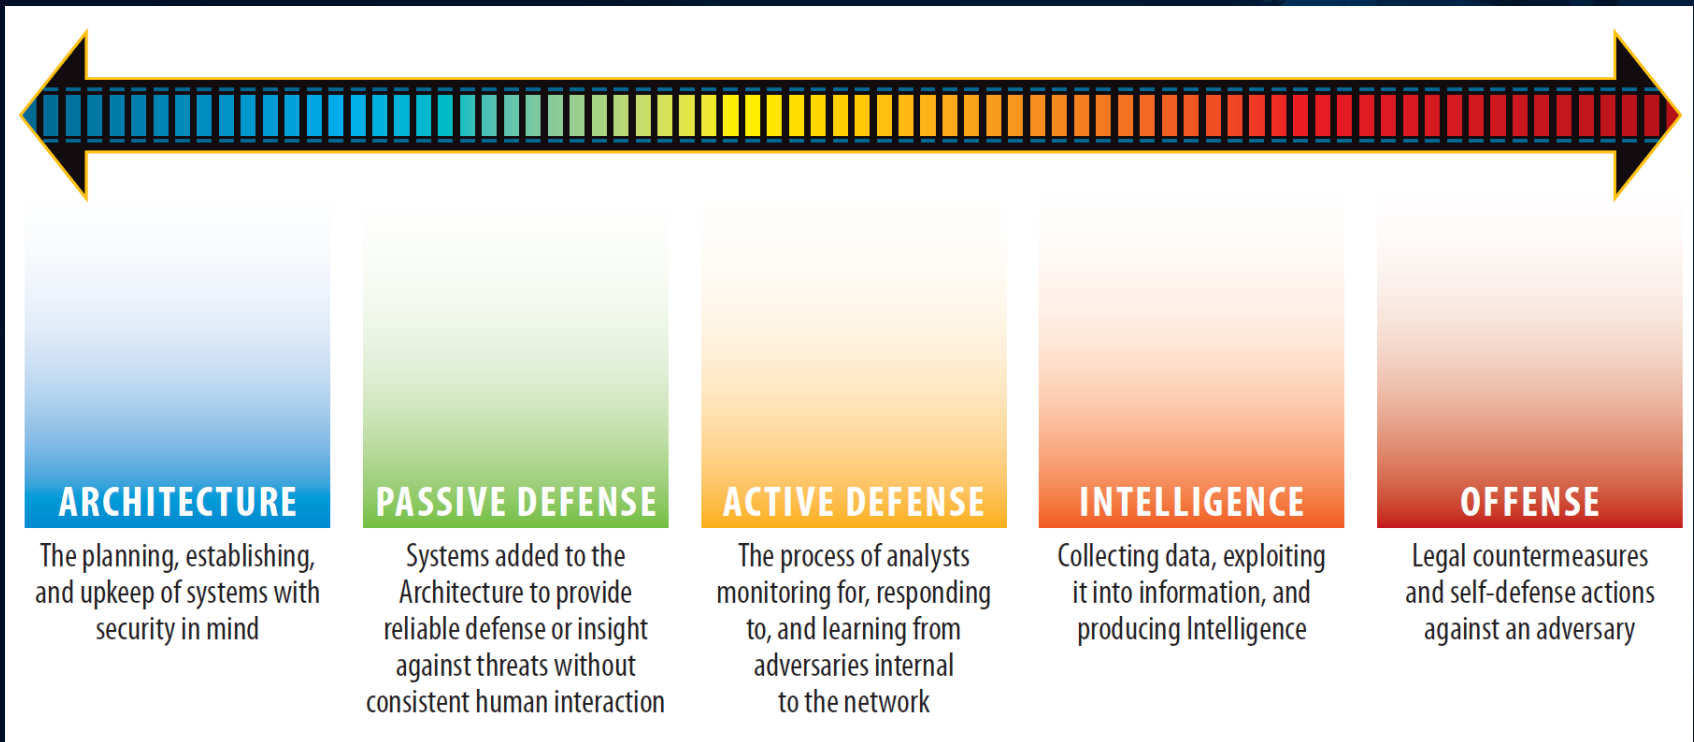 ARCHITECTURE
The planning, establishing,
and upkeep of systems with
security in mind
PASSIVE DEFENSE
Systems added to the
Architecture to provide
reliable defense or insight
against threats without
consistent human interaction
ACTIVE DEFENSE
The process of analysts
monitoring for, responding
to, and learning from
adversaries internal
to the network
INTELLIGENCE
Collecting data, exploiting
it into information, and
producing Intelligence
OFFENSE
Legal countermeasures
and self-defense actions
against an adversary